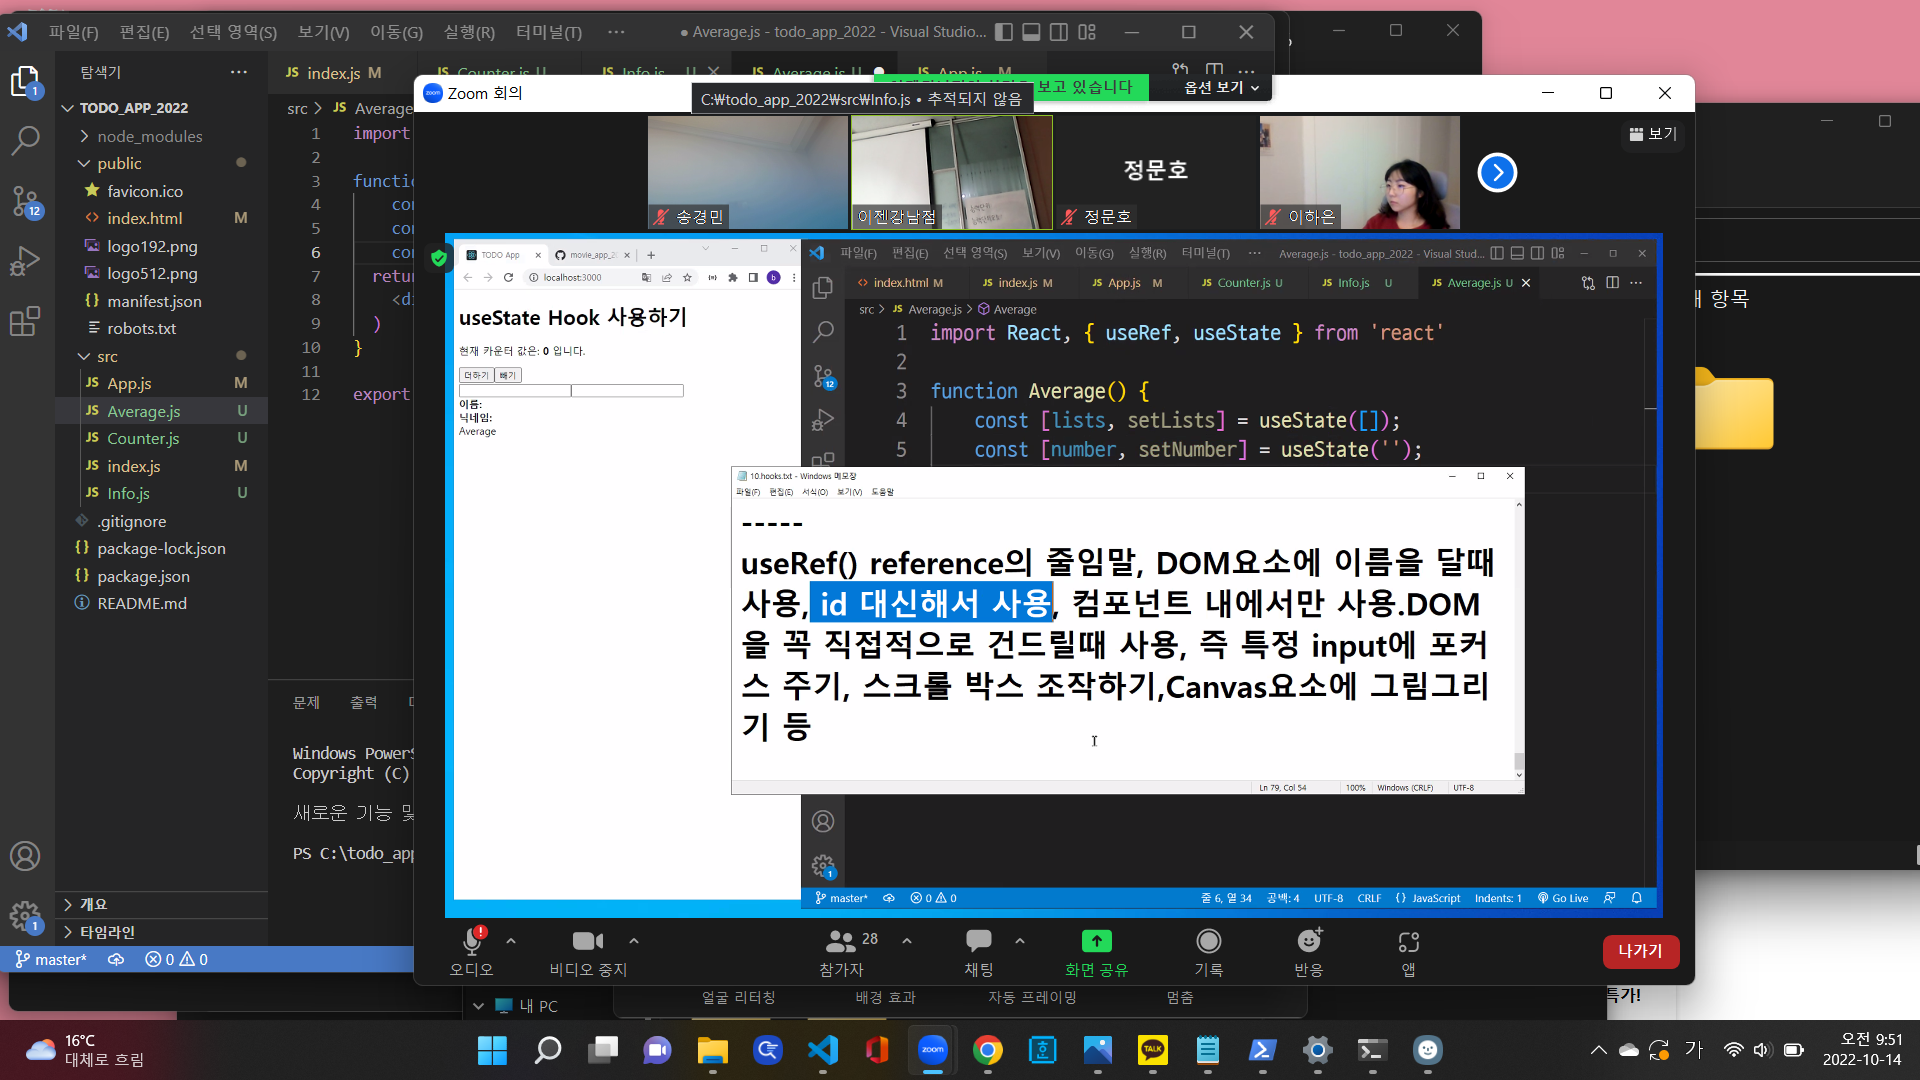 파일(F) 편집(E) 선택 영역(S) 보기(V) 이동(G) 실행(R) 터미널(T) ··· ● Average.js - todo_app_2022 - Visual Studio...
탐색기 ···
JS index.js M
TODO_APP_2022
node_modules
public
favicon.ico
index.html M
logo192.png
logo512.png
manifest.json
robots.txt
src
JS App.js M
JS Average.js U
JS Counter.js U
JS index.js M
JS Info.js U
.gitignore
package-lock.json
package.json
README.md
개요
타임라인
master* 0 0
src > JS Average
1 import
2
3
4
5
6
7
8 <di
9 )
10 }
11
12 export
문제 출력
Copyright (C)
새로운 기능 및
Zoom 회의
C:₩todo_app_2022₩src₩Info.js • 추적되지 않음
보고 있습니다
옵션 보기
보기
송경민
이젠강남점
정문호
정문호
이하은
TODO App
localhost:3000
useState Hook 사용하기
현재 카운터 값은: 0 입니다.
더하기 빼기
이름:
닉네임:
Average
파일(F) 편집(E) 선택 영역(S) 보기(V) 이동(G) 실행(R) 터미널(T) ··· Average.js - todo_app_2022 - Visual Stud...
index.html M JS index.js M JS App.js M JS Counter.js U JS Info.js U JS Average.js U
src > JS Average.js > Average
1 import React, { useRef, useState } from 'react'
2
3 function Average() {
4 const [lists, setLists] = useState([]);
5 const [number, setNumber] = useState('');
10.hooks.txt - Windows 메모장
파일(F) 편집(E) 서식(O) 보기(V) 도움말
-----
useRef() reference의 줄임말, DOM요소에 이름을 달때
사용, id 대신해서 사용, 컴포넌트 내에서만 사용.DOM
을 꼭 직접적으로 건드릴때 사용, 즉 특정 input에 포커
스 주기, 스크롤 박스 조작하기,Canvas요소에 그림그리
기 등
Ln 79, Col 54 100% Windows (CRLF) UTF-8
master* 0 0 줄 6, 열 34 공백: 4 UTF-8 CRLF {} JavaScript Indents: 1 Go Live
오디오 비디오 중지 28 참가자 채팅 화면 공유 기록 반응 앱 나가기
얼굴 리터칭 배경 효과 자동 프레이밍 멈춤
내 PC
항목
특가!
16°C
대체로 흐림
zoom
TALK
가
오전 9:51
2022-10-14